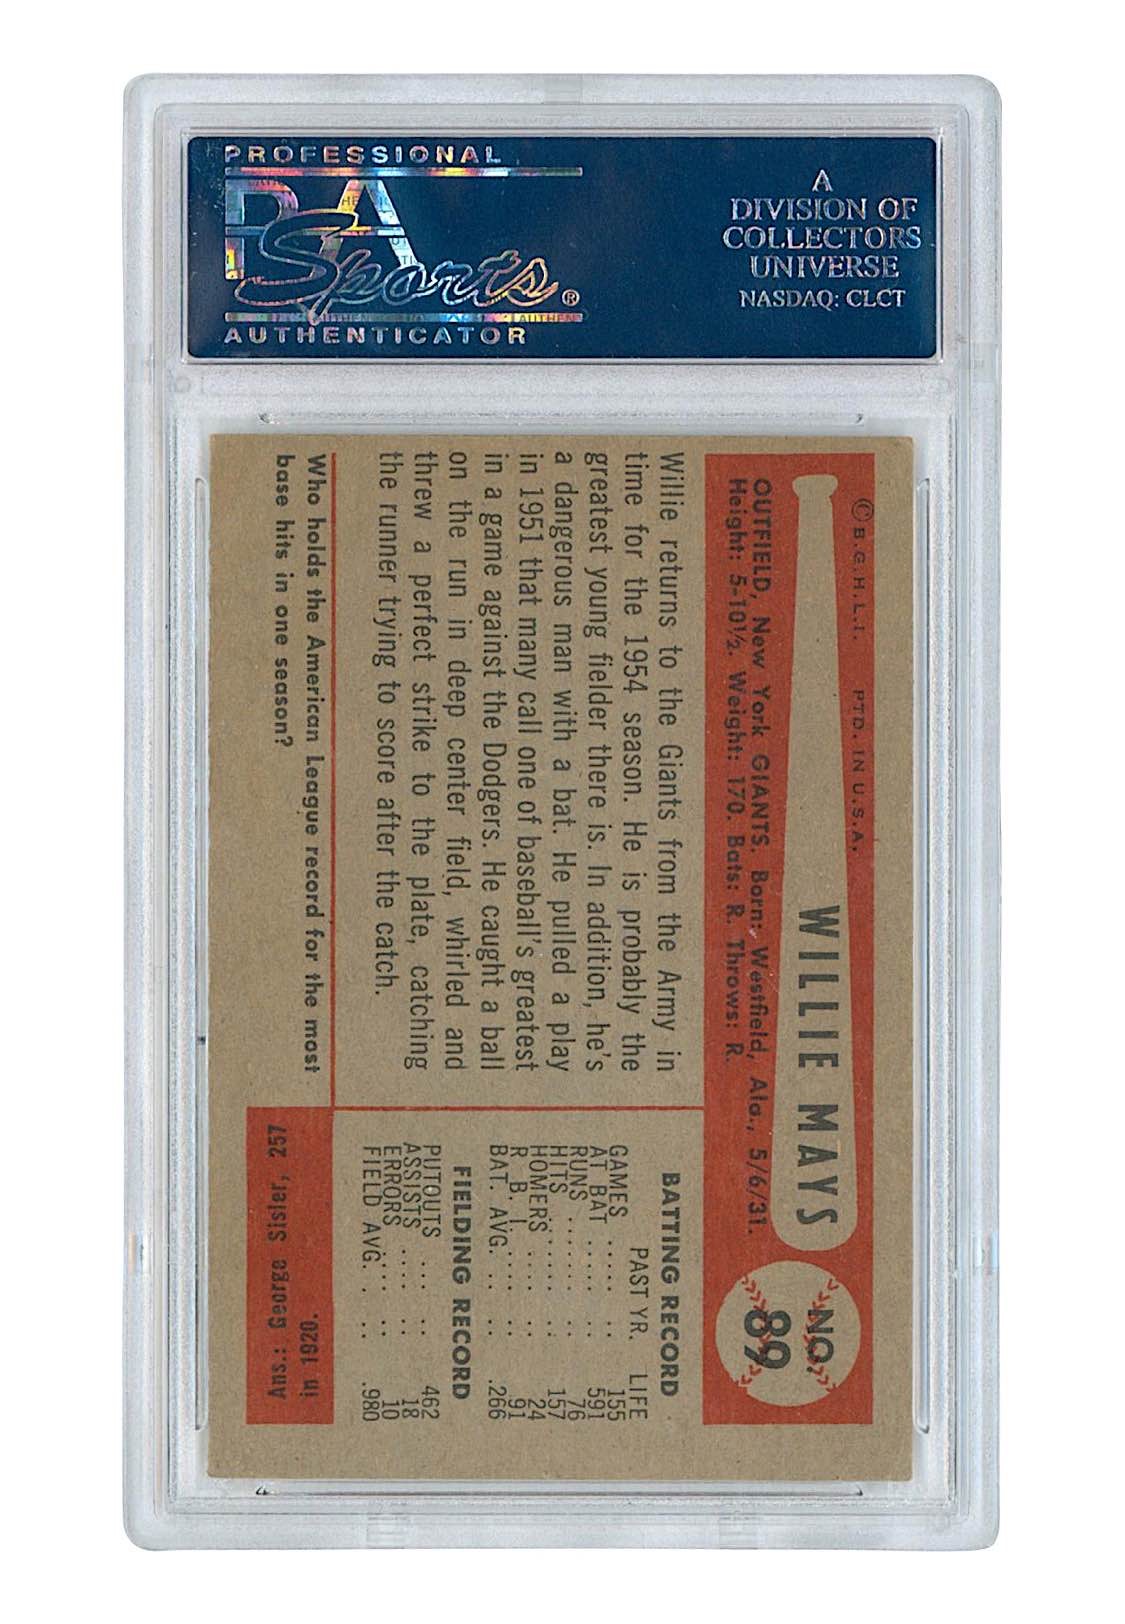 PROFESSIONAL
PSA
Sports®
AUTHENTICATOR
A
DIVISION OF
COLLECTORS
UNIVERSE
NASDAQ: CLCT
© B.G.H.L.I. PTD. IN U.S.A.
WILLIE MAYS
NO.
89
OUTFIELD, New York GIANTS. Born: Westfield, Ala., 5/6/31.
Height: 5-10½. Weight: 170. Bats: R. Throws: R.
Willie returns to the Giants from the Army in
time for the 1954 season. He is probably the
greatest young fielder there is. In addition, he's
a dangerous man with a bat. He pulled a play
in 1951 that many call one of baseball's greatest
in a game against the Dodgers. He caught a ball
on the run in deep center field, whirled and
threw a perfect strike to the plate, catching
the runner trying to score after the catch.
BATTING RECORD
PAST YR. LIFE
GAMES ..... .. 155
AT BAT .... .. 591
RUNS ...... .. 76
HITS ....... .. 157
HOMERS .... .. 24
R. B. I. ..... .. 91
BAT. AVG. .. .. .266
FIELDING RECORD
PUTOUTS ... .. 462
ASSISTS .... .. 18
ERRORS .... .. 10
FIELD AVG. . .. .980
Who holds the American League record for the most
base hits in one season?
Ans.: George Sisler, 257
in 1920.